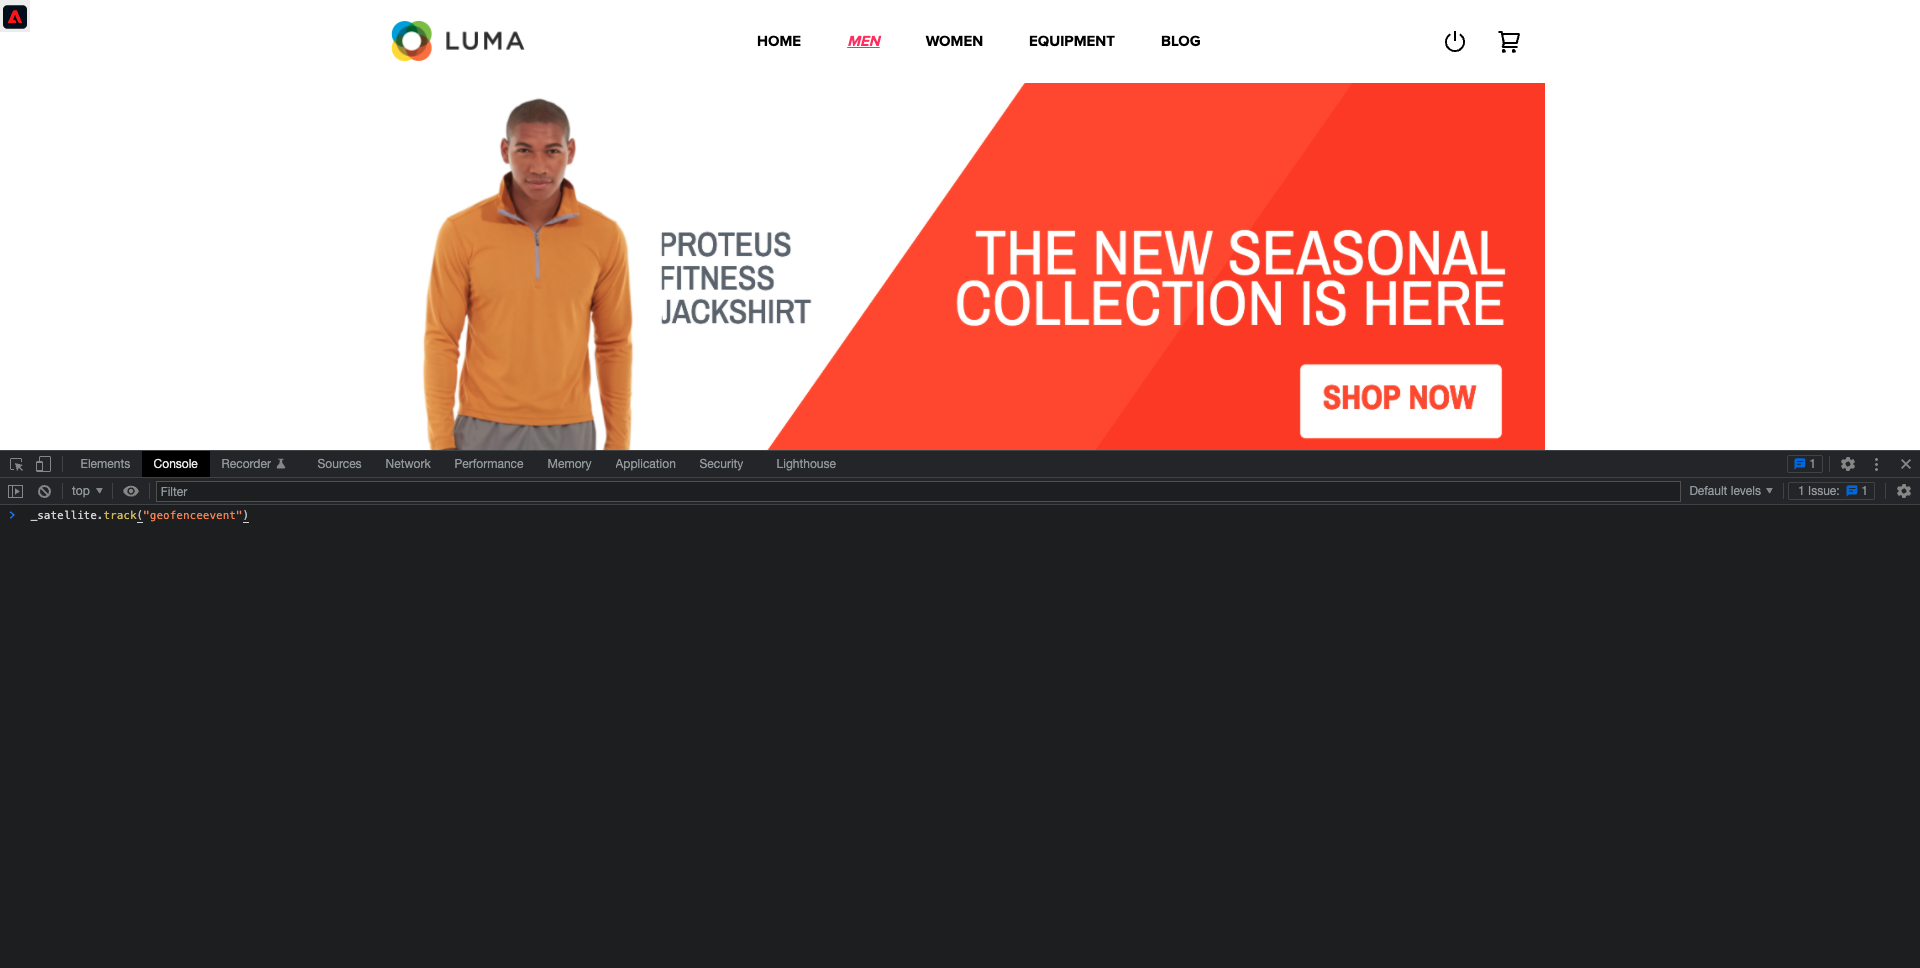 LUMA
HOME MEN WOMEN EQUIPMENT BLOG
PROTEUS
FITNESS
JACKSHIRT
THE NEW SEASONAL
COLLECTION IS HERE
SHOP NOW
Elements Console Recorder Sources Network Performance Memory Application Security Lighthouse 1
top Filter Default levels 1 Issue: 1
> _satellite.track("geofenceevent")